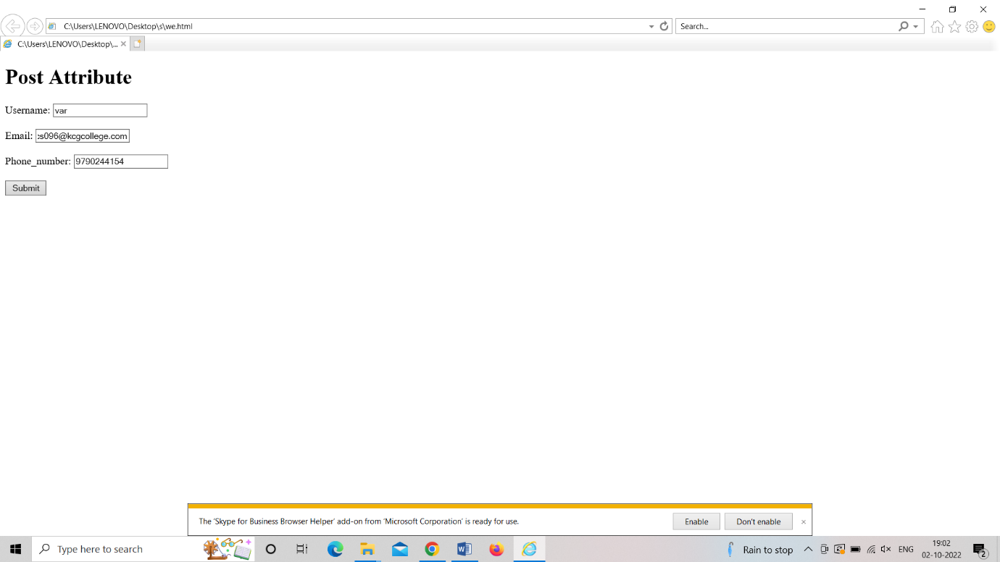 C:\Users\LENOVO\Desktop\s\we.html
Search...
C:\Users\LENOVO\Desktop\...
Post Attribute
Username: var
Email: :s096@kcgcollege.com
Phone_number: 9790244154
Submit
The 'Skype for Business Browser Helper' add-on from 'Microsoft Corporation' is ready for use.
Enable
Don't enable
Type here to search
Rain to stop
ENG
19:02
02-10-2022
2